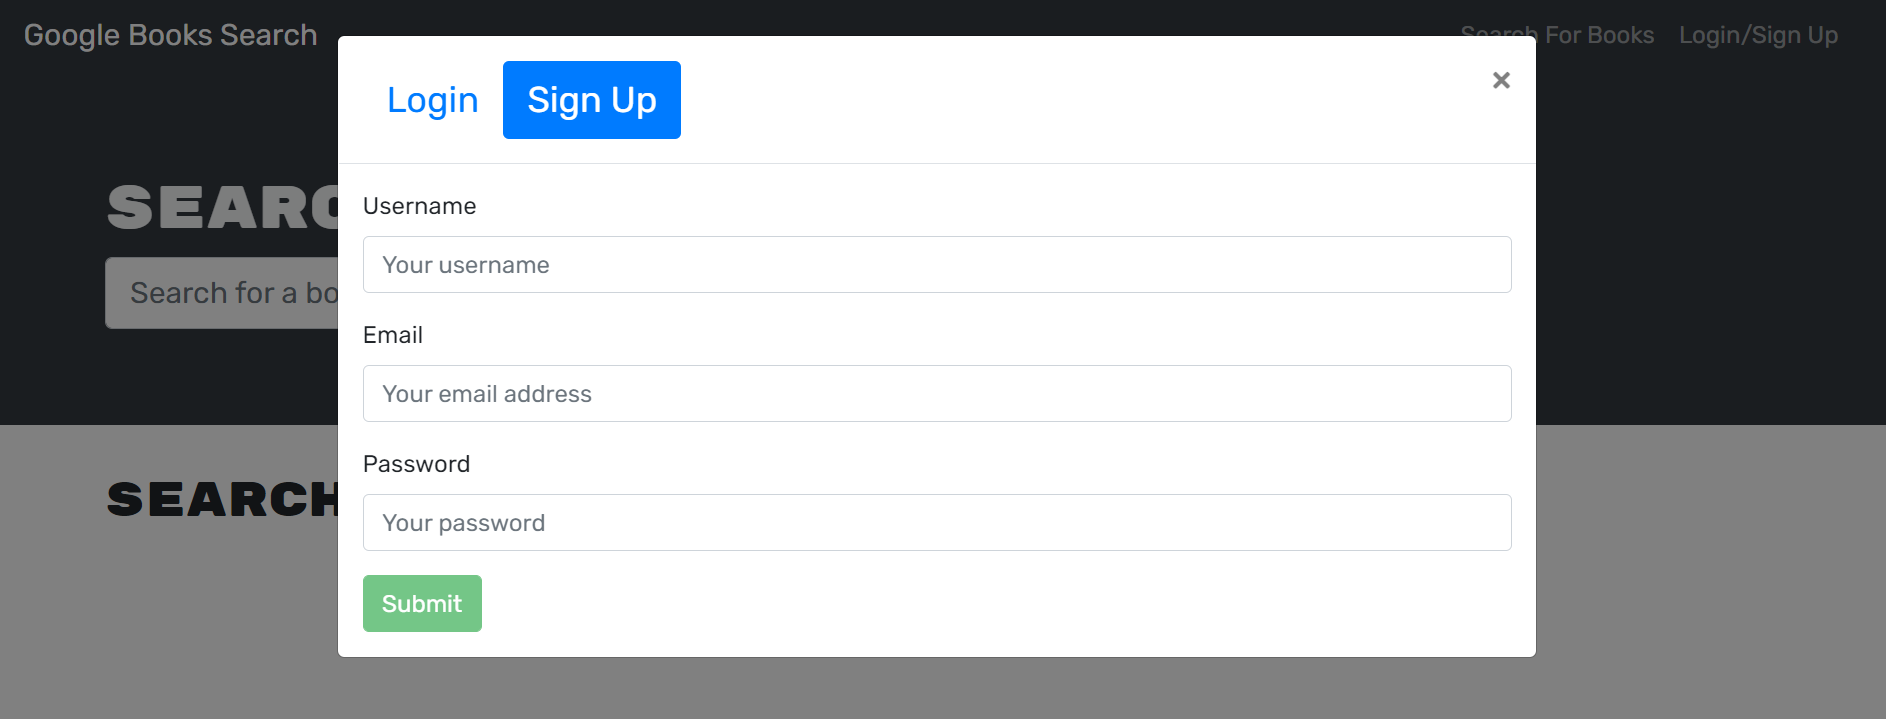 Google Books Search
Search For Books Login/Sign Up
Login Sign Up ×
SEARC
Search for a bo
SEARCH
Username
Your username
Email
Your email address
Password
Your password
Submit